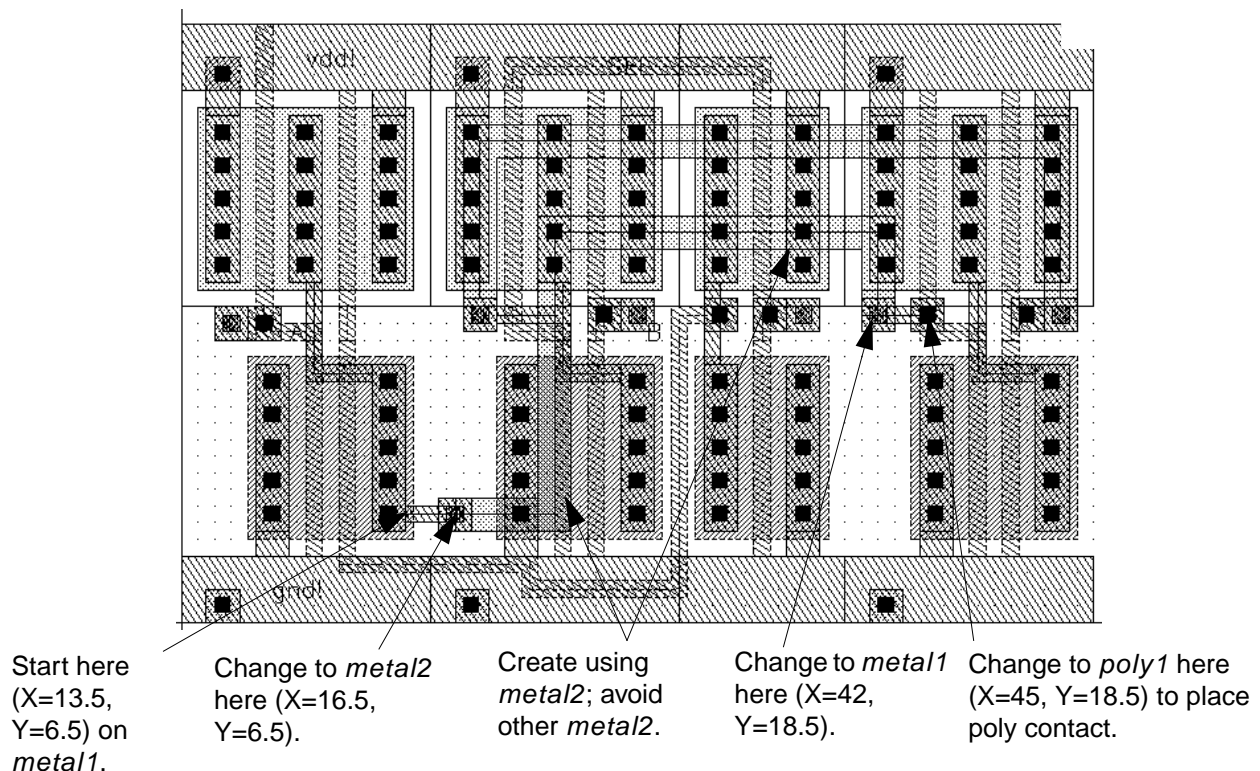 vdd!
A
B
gnd!
Start here
(X=13.5,
Y=6.5) on
metal1.
Change to metal2
here (X=16.5,
Y=6.5).
Create using
metal2; avoid
other metal2.
Change to metal1
here (X=42,
Y=18.5).
Change to poly1 here
(X=45, Y=18.5) to place
poly contact.